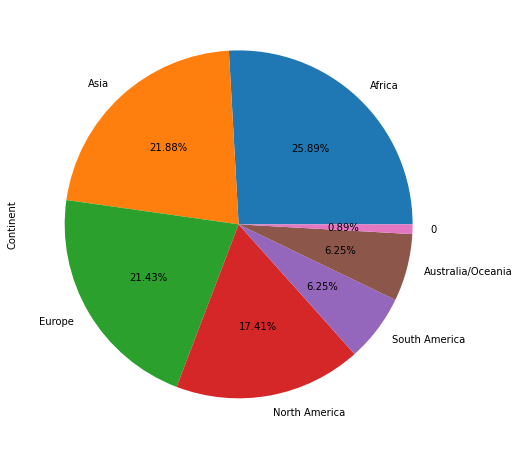 Asia
Africa
21.88%
25.89%
Continent
0.89%
0
6.25%
Australia/Oceania
21.43%
6.25%
Europe
17.41%
South America
North America